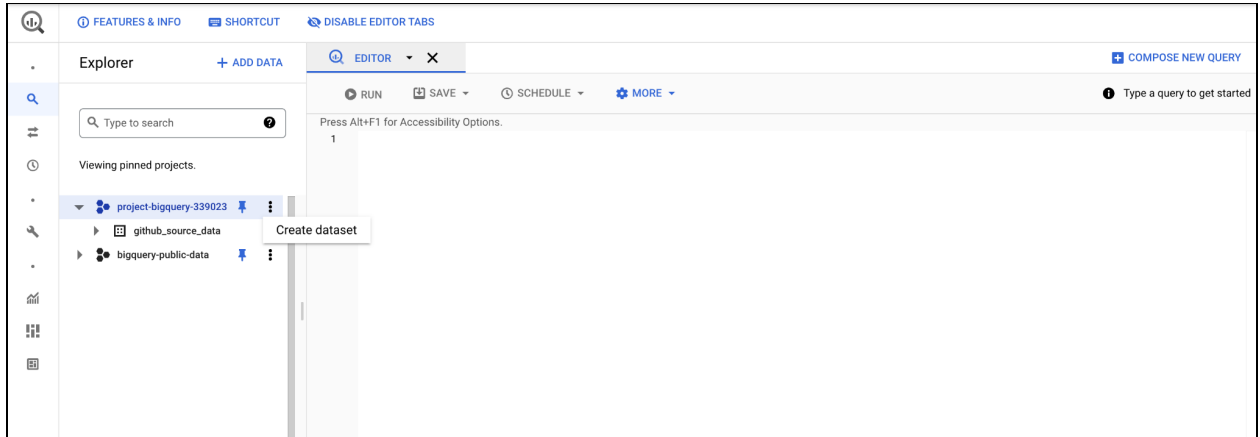 FEATURES & INFO SHORTCUT DISABLE EDITOR TABS
Explorer + ADD DATA
EDITOR
COMPOSE NEW QUERY
RUN SAVE SCHEDULE MORE
Type a query to get started
Type to search
Press Alt+F1 for Accessibility Options.
1
Viewing pinned projects.
project-bigquery-339023
github_source_data
Create dataset
bigquery-public-data